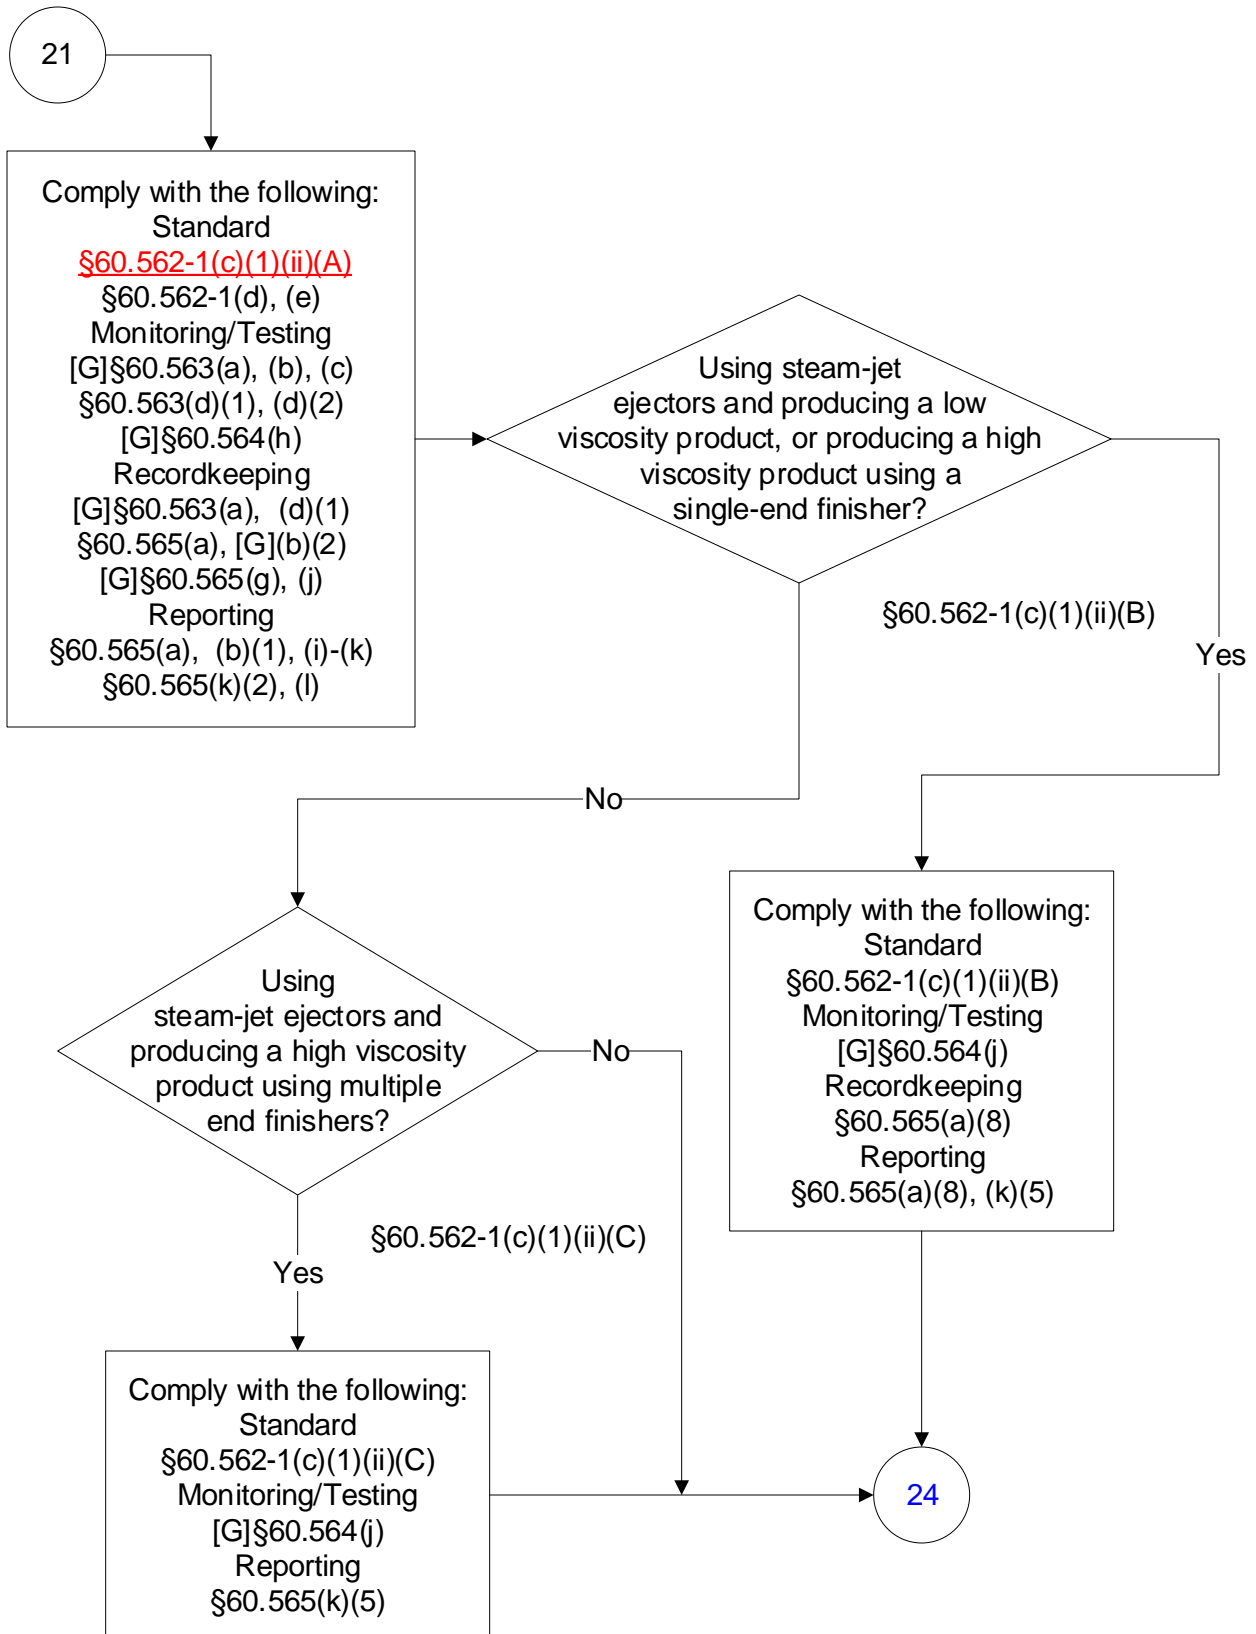 21
Comply with the following:
Standard
§60.562-1(c)(1)(ii)(A)
§60.562-1(d), (e)
Monitoring/Testing
[G]§60.563(a), (b), (c)
§60.563(d)(1), (d)(2)
[G]§60.564(h)
Recordkeeping
[G]§60.563(a), (d)(1)
§60.565(a), [G](b)(2)
[G]§60.565(g), (j)
Reporting
§60.565(a), (b)(1), (i)-(k)
§60.565(k)(2), (l)
Using steam-jet
ejectors and producing a low
viscosity product, or producing a high
viscosity product using a
single-end finisher?
§60.562-1(c)(1)(ii)(B)
Yes
No
Using
steam-jet ejectors and
producing a high viscosity
product using multiple
end finishers?
No
§60.562-1(c)(1)(ii)(C)
Yes
Comply with the following:
Standard
§60.562-1(c)(1)(ii)(B)
Monitoring/Testing
[G]§60.564(j)
Recordkeeping
§60.565(a)(8)
Reporting
§60.565(a)(8), (k)(5)
Comply with the following:
Standard
§60.562-1(c)(1)(ii)(C)
Monitoring/Testing
[G]§60.564(j)
Reporting
§60.565(k)(5)
24